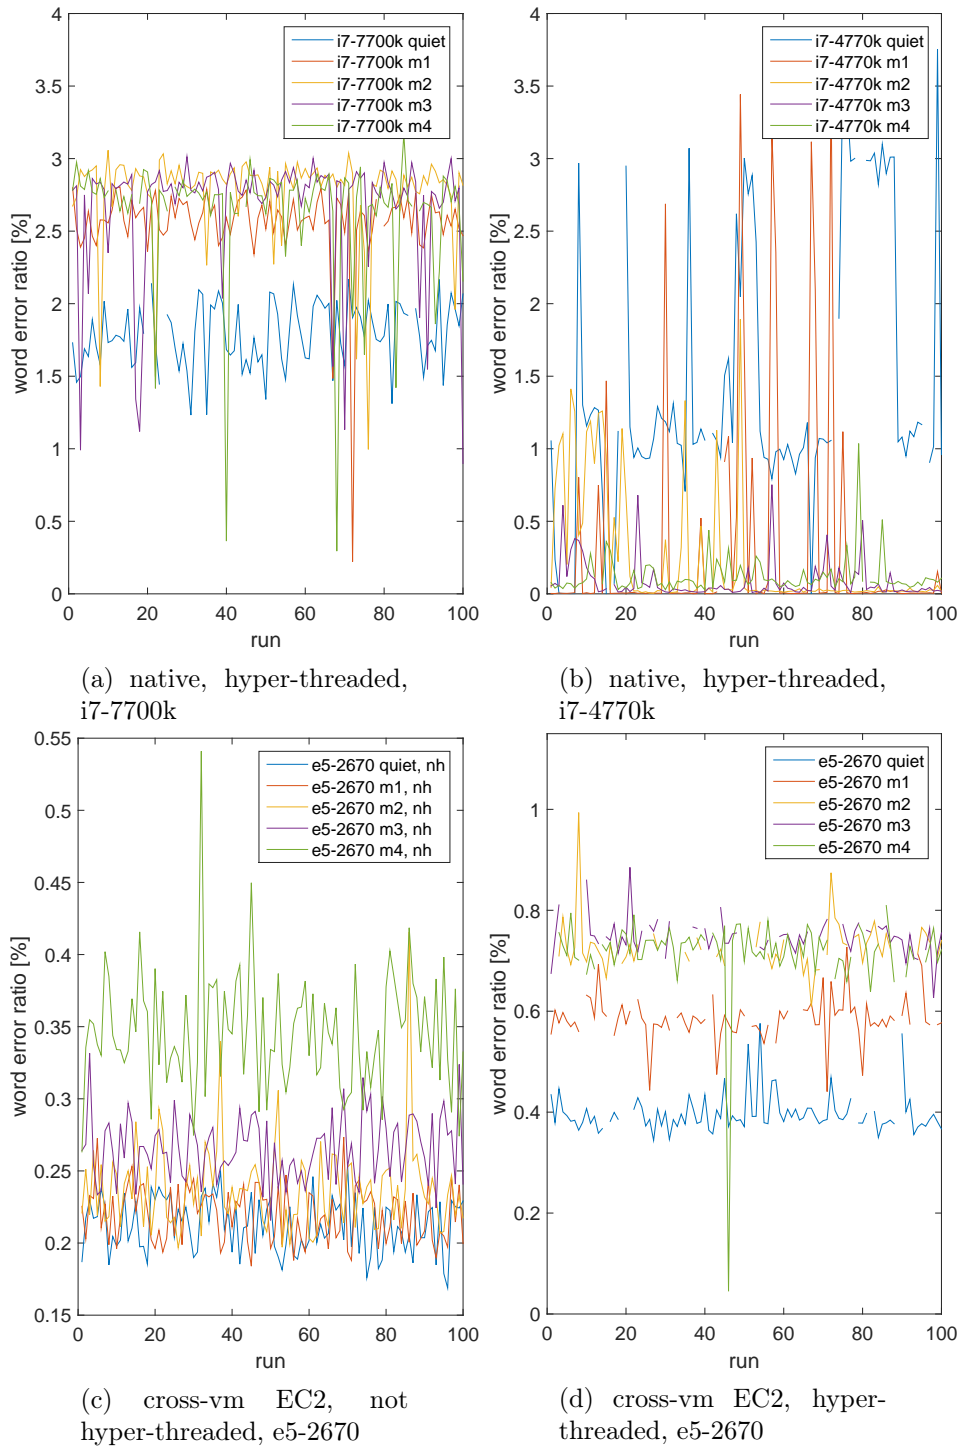 4
3.5
3
2.5
2
1.5
1
0.5
0
word error ratio [%]
i7-7700k quiet
i7-7700k m1
i7-7700k m2
i7-7700k m3
i7-7700k m4
0 20 40 60 80 100
run
(a) native, hyper-threaded,
i7-7700k
4
3.5
3
2.5
2
1.5
1
0.5
0
word error ratio [%]
i7-4770k quiet
i7-4770k m1
i7-4770k m2
i7-4770k m3
i7-4770k m4
0 20 40 60 80 100
run
(b) native, hyper-threaded,
i7-4770k
0.55
0.5
0.45
0.4
0.35
0.3
0.25
0.2
0.15
word error ratio [%]
e5-2670 quiet, nh
e5-2670 m1, nh
e5-2670 m2, nh
e5-2670 m3, nh
e5-2670 m4, nh
0 20 40 60 80 100
run
(c) cross-vm EC2, not
hyper-threaded, e5-2670
1
0.8
0.6
0.4
0.2
0
word error ratio [%]
e5-2670 quiet
e5-2670 m1
e5-2670 m2
e5-2670 m3
e5-2670 m4
0 20 40 60 80 100
run
(d) cross-vm EC2, hyper-
threaded, e5-2670